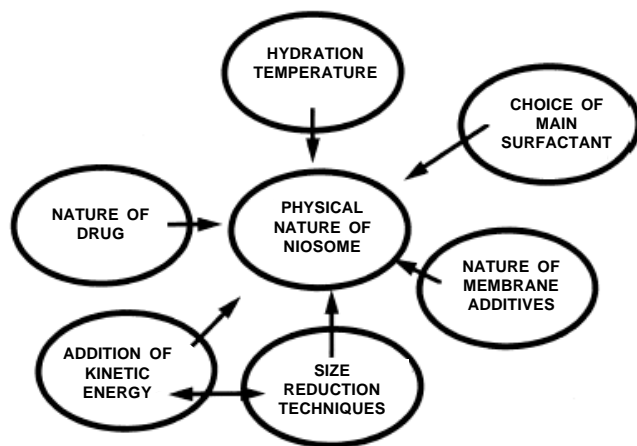 HYDRATION
TEMPERATURE
CHOICE OF
MAIN
SURFACTANT
NATURE OF
DRUG
PHYSICAL
NATURE OF
NIOSOME
NATURE OF
MEMBRANE
ADDITIVES
ADDITION OF
KINETIC
ENERGY
SIZE
REDUCTION
TECHNIQUES